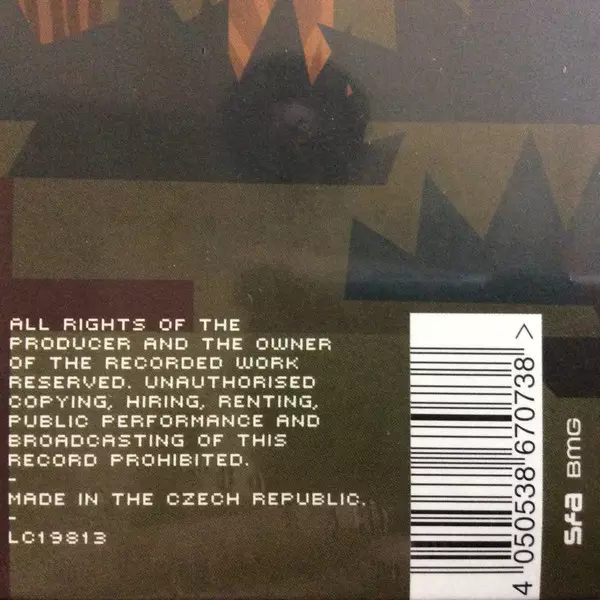 ALL RIGHTS OF THE
PRODUCER AND THE OWNER
OF THE RECORDED WORK
RESERVED. UNAUTHORISED
COPYING, HIRING, RENTING,
PUBLIC PERFORMANCE AND
BROADCASTING OF THIS
RECORD PROHIBITED.
-
MADE IN THE CZECH REPUBLIC.
-
LC19813
4 050538 670738 >
sfa BMG